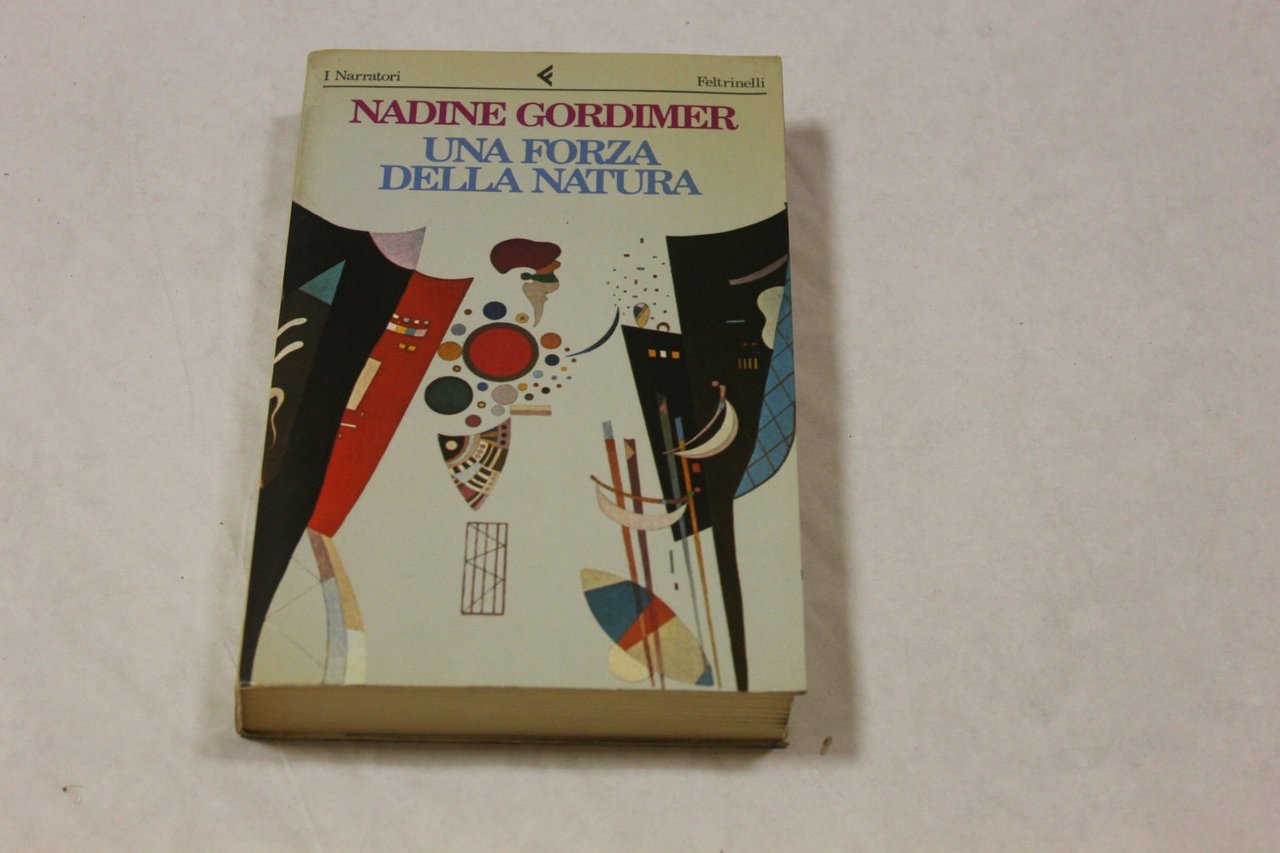 I Narratori Feltrinelli
NADINE GORDIMER
UNA FORZA
DELLA NATURA